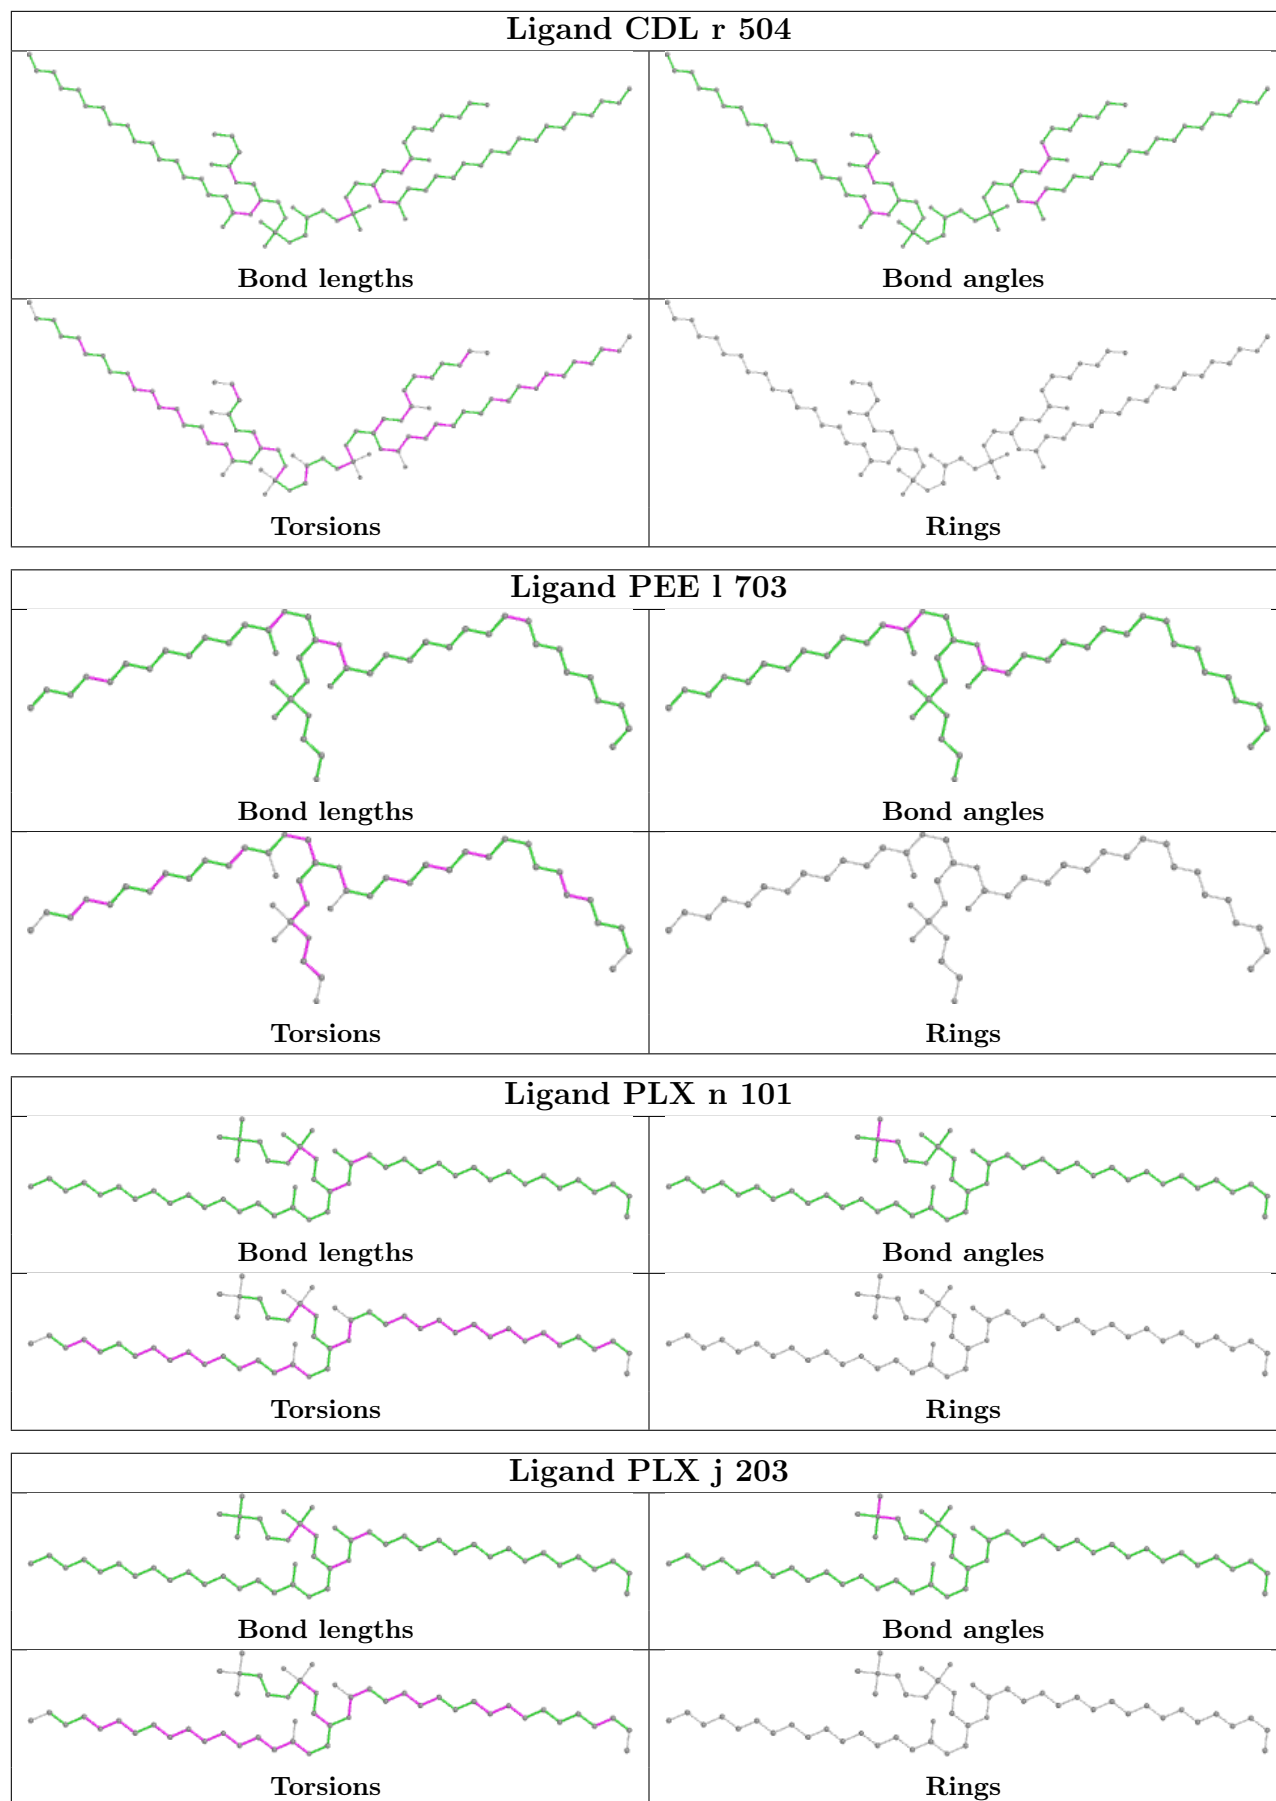 Ligand CDL r 504
Bond lengths
Bond angles
Torsions
Rings
Ligand PEE l 703
Bond lengths
Bond angles
Torsions
Rings
Ligand PLX n 101
Bond lengths
Bond angles
Torsions
Rings
Ligand PLX j 203
Bond lengths
Bond angles
Torsions
Rings